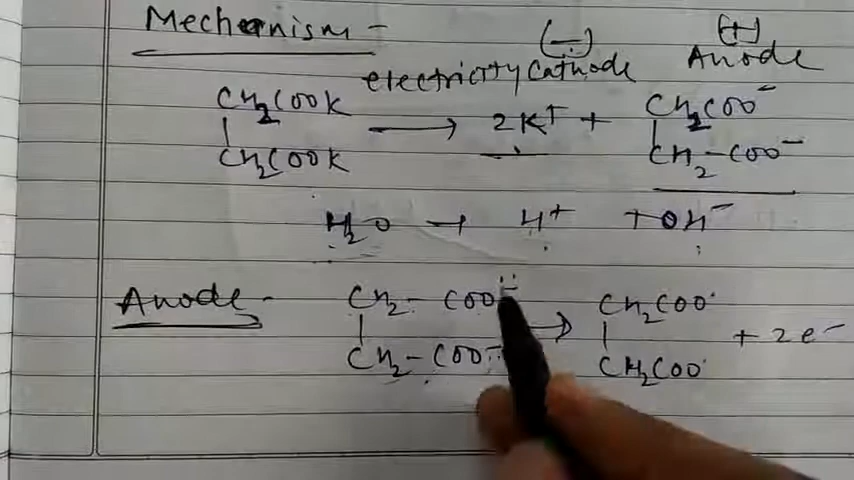 Mechanism -
(-) (+)
electricity Cathode Anode
CH₂COOK ⟶ 2K⁺ + CH₂COO⁻
|
CH₂COOK CH₂-COO⁻
H₂O → H⁺ + OH⁻
Anode - CH₂- COO⁻ → CH₂COO· + 2e⁻
| |
CH₂-COO⁻ CH₂COO·